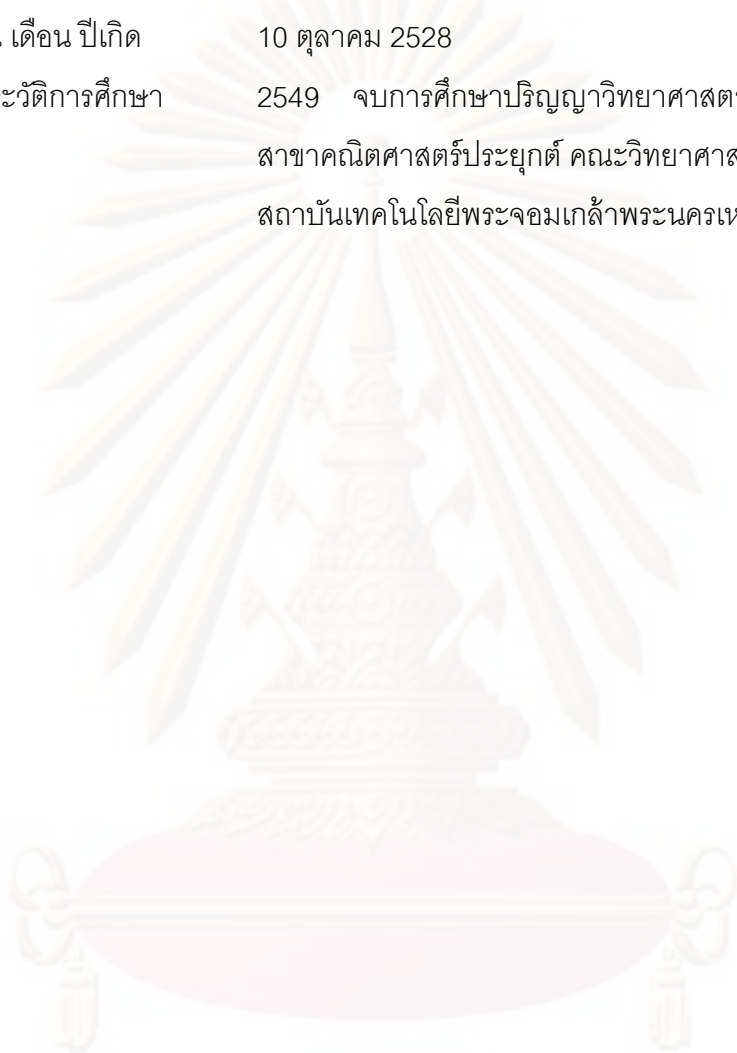 เดือน ปีเกิด 10 ตุลาคม 2528
ะวัติการศึกษา 2549 จบการศึกษาปริญญาวิทยาศาสตร
สาขาคณิตศาสตร์ประยุกต์ คณะวิทยาศาส
สถาบันเทคโนโลยีพระจอมเกล้าพระนครเห